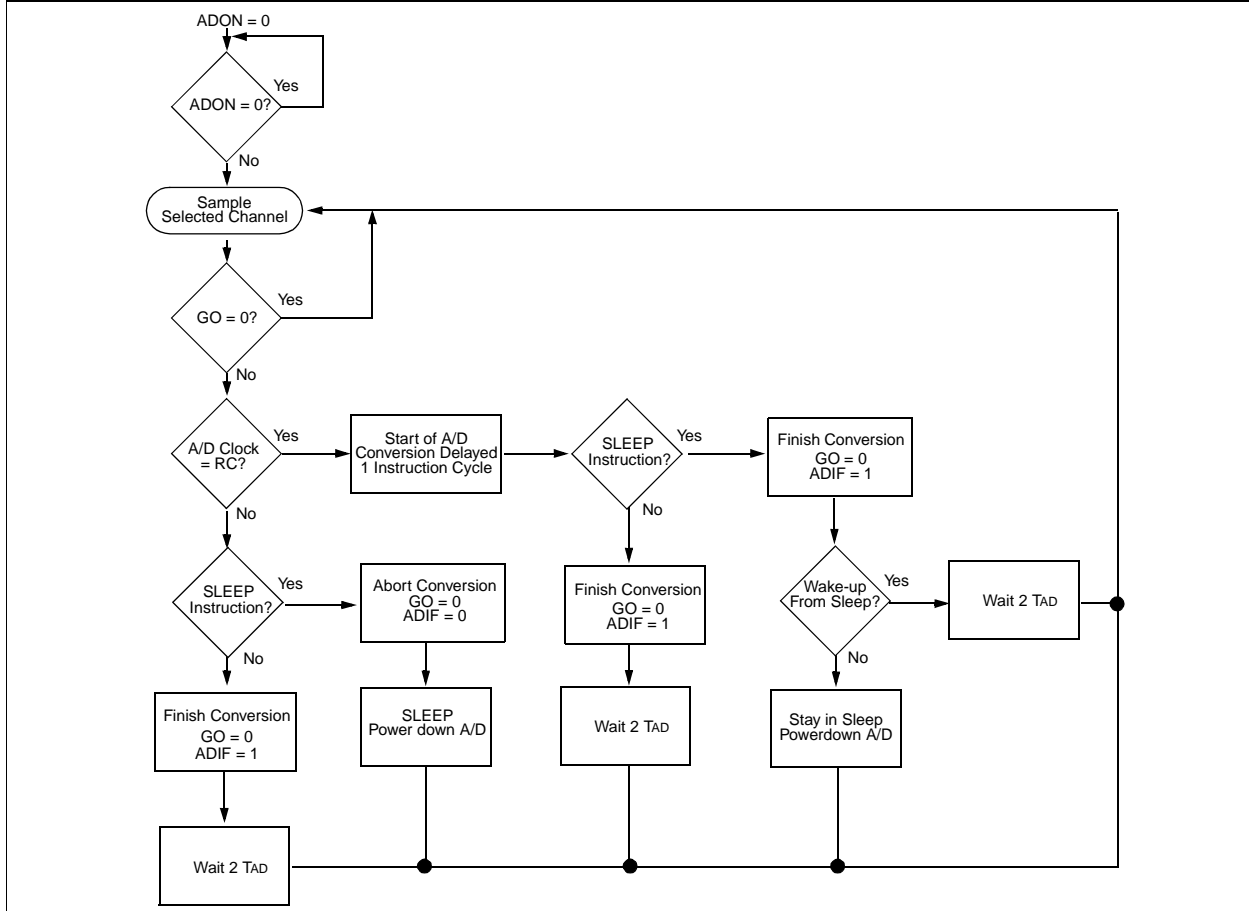 ADON = 0
Yes
ADON = 0?
No
Sample
Selected Channel
Yes
GO = 0?
No
Yes
A/D Clock
= RC?
No
Start of A/D
Conversion Delayed
1 Instruction Cycle
SLEEP
Instruction?
Yes
No
Finish Conversion
GO = 0
ADIF = 1
SLEEP
Instruction?
Yes
No
Abort Conversion
GO = 0
ADIF = 0
Finish Conversion
GO = 0
ADIF = 1
Wake-up
From Sleep?
Yes
No
Wait 2 TAD
Finish Conversion
GO = 0
ADIF = 1
SLEEP
Power down A/D
Wait 2 TAD
Stay in Sleep
Powerdown A/D
Wait 2 TAD